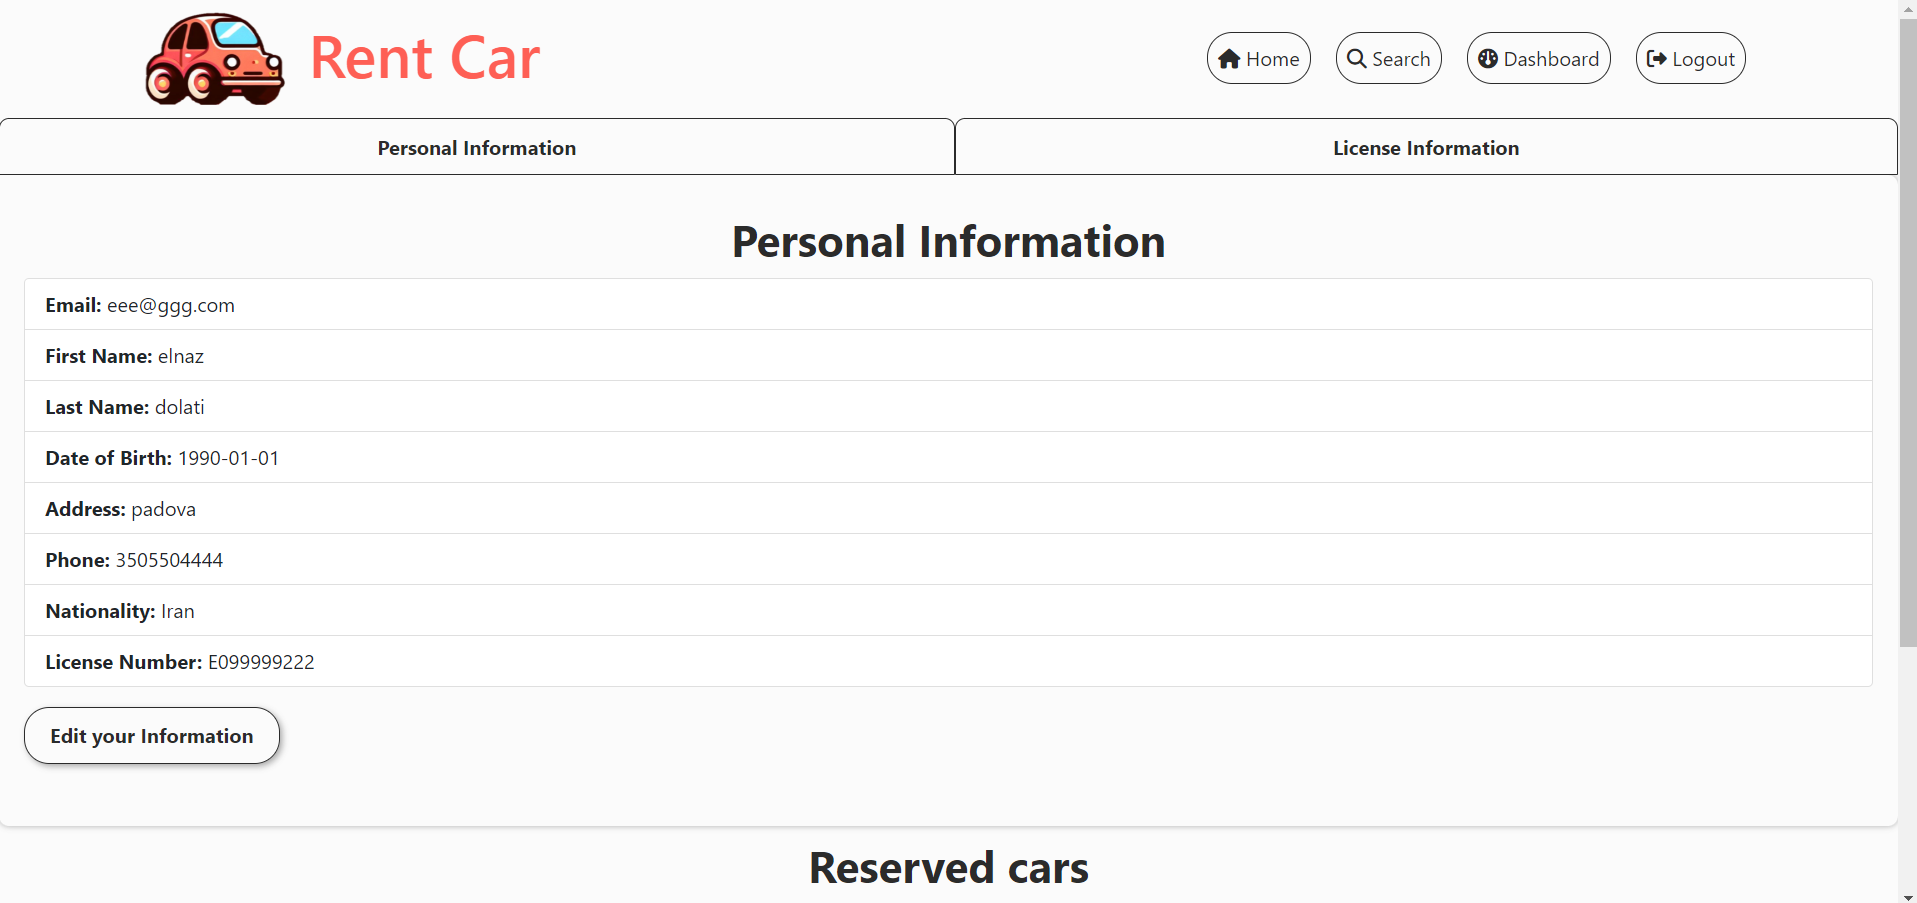 Rent Car
Home Search Dashboard Logout
Personal Information License Information
Personal Information
Email: eee@ggg.com
First Name: elnaz
Last Name: dolati
Date of Birth: 1990-01-01
Address: padova
Phone: 3505504444
Nationality: Iran
License Number: E099999222
Edit your Information
Reserved cars